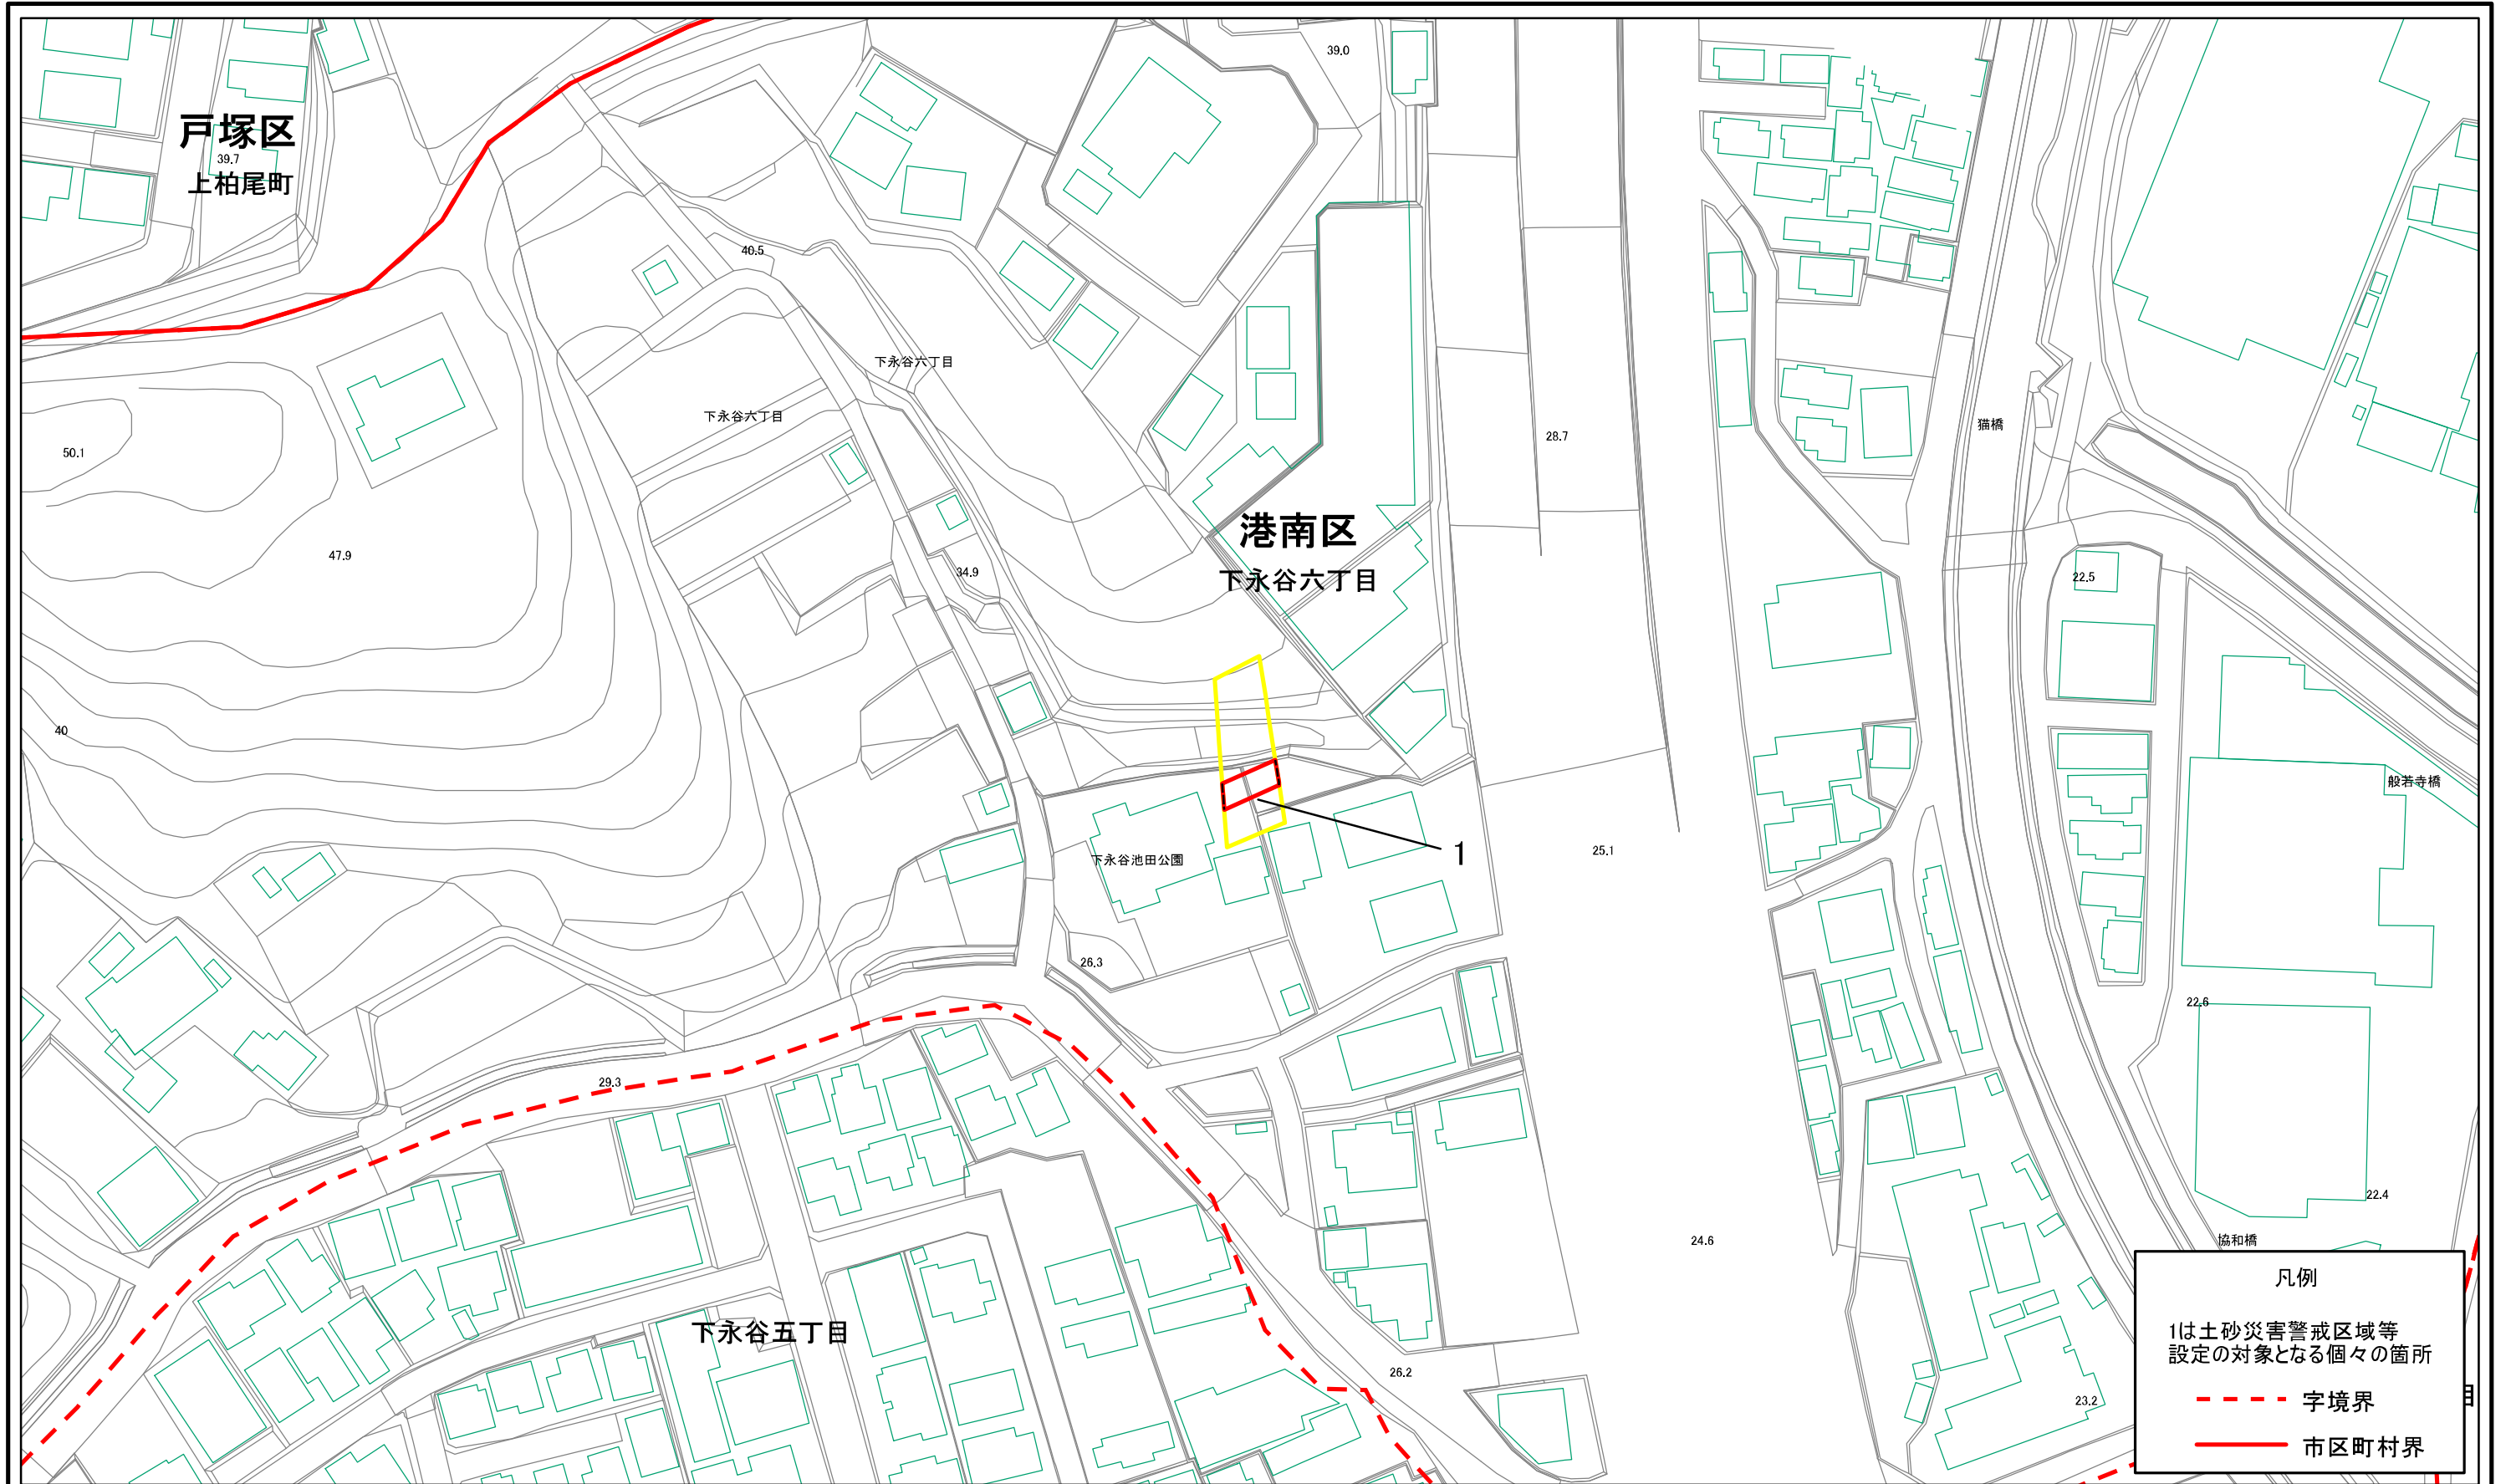 39.0
戸塚区
39.7
上柏尾町
40.5
下永谷六丁目
下永谷六丁目
猫橋
28.7
50.1
港南区
47.9
34.9
下永谷六丁目
22.5
40
般若寺橋
25.1
1
下永谷池田公園
26.3
22.6
29.3
22.4
24.6
協和橋
下永谷五丁目
26.2
23.2
凡例
1は土砂災害警戒区域等
設定の対象となる個々の箇所
字境界
市区町村界
目